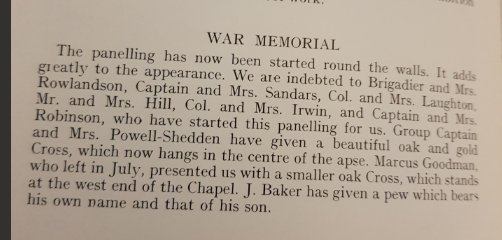 WORK.
WAR MEMORIAL
The panelling has now been started round the walls. It adds
greatly to the appearance. We are indebted to Brigadier and Mrs.
Rowlandson, Captain and Mrs. Sandars, Col. and Mrs. Laughton,
Mr. and Mrs. Hill, Col. and Mrs. Irwin, and Captain and Mrs.
Robinson, who have started this panelling for us. Group Captain
and Mrs. Powell-Shedden have given a beautiful oak and gold
Cross, which now hangs in the centre of the apse. Marcus Goodman,
who left in July, presented us with a smaller oak Cross, which stands
at the west end of the Chapel. J. Baker has given a pew which bears
his own name and that of his son.